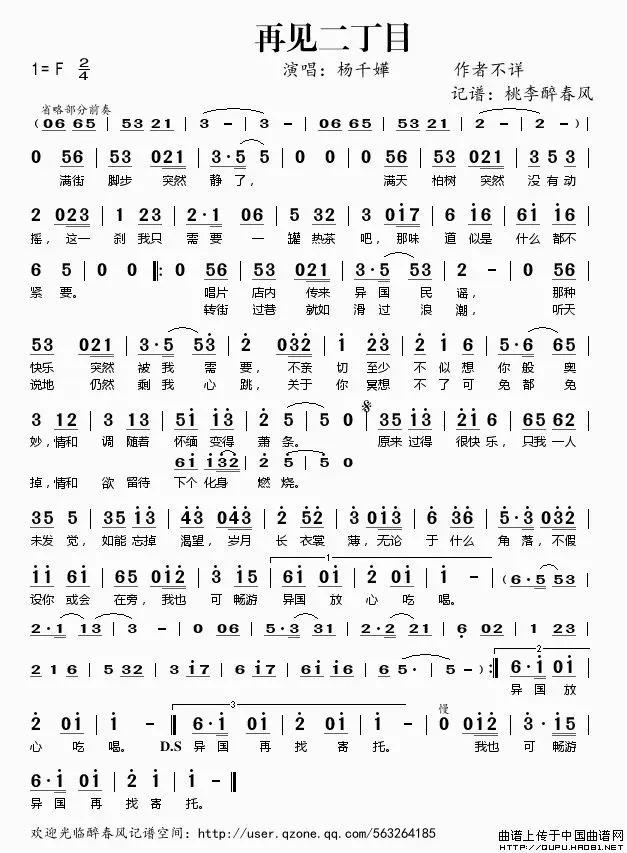 再见二丁目
1=F 2/4
演唱：杨千嬅
作者不详
记谱：桃李醉春风
省略部分前奏
(06 65 | 53 21 | 3 - | 3 - | 06 65 | 53 21 | 2 - | 2 - )
0 56 | 53 021 | 3·5 5 | 0 0 | 0 56 | 53 021 | 3 5 3
满街 脚步 突然 静了， 满天 柏树 突然 没有动
2 023 | 1 23 | 2·1 06 | 5 32 | 3 017 | 6 16 | 61 16
摇，这一 刹我只 需要 一 罐热茶 吧，那味 道似是 什么都不
6 5 | 0 0 |: 0 56 | 53 021 | 3·5 53 | 2 - | 0 56
紧要。 唱片 店内 传来 异国 民谣， 那种
转街 过巷 就如 滑过 浪潮，听天
53 021 | 3·5 53 | 2 032 | 3 21 | 2 03 | 5·6 65
快乐 突然 被我 需要，不亲 切至少 不似想你般 奥
说地 仍然 剩我 心跳，关于 你冥想 不了可免都 免
3 12 | 3 13 | 51 13 | 2 5 | 5 0 | 35 13 | 21 6 | 65 62
妙，情和 调随着 怀缅 变得 萧条。 原来 过得 很快乐，只我一人
61 132 | 2 5 | 5 0
掉，情和 欲留待 下个 化身 燃烧。
35 5 | 35 13 | 43 043 | 2 52 | 3 013 | 6 36 | 5·3 032
未发觉，如能忘掉 渴望，岁月 长衣裳 薄，无论 于什么 角落，不假
11 61 | 65 012 | 3 15 | 61 01 | 2 01 | 1 - | (6·5 53
设你 或会 在旁，我也 可畅游 异国 放心吃 喝。
1
2·1 13 | 3 - | 0 06 | 5·3 31 | 2·2 21 | 6 02 | 1 23
2 1 6 | 5 53 | 3 17 | 6 17 | 61 16 | 65· | 5 - ) :| 6·1 01
2
异国 放
2 01 | 1 - | 6·1 01 | 2 01 | 1 - | 0 012 | 3· 15
3
慢
心吃 喝。 D.S 异国 再找 寄托。 我也 可畅游
6·1 01 | 2 01 | 1 - ||
异国 再找 寄托。
欢迎光临醉春风记谱空间：http://user.qzone.qq.com/563264185
曲谱上传于中国曲谱网
http://QUPU.HAO81.NET